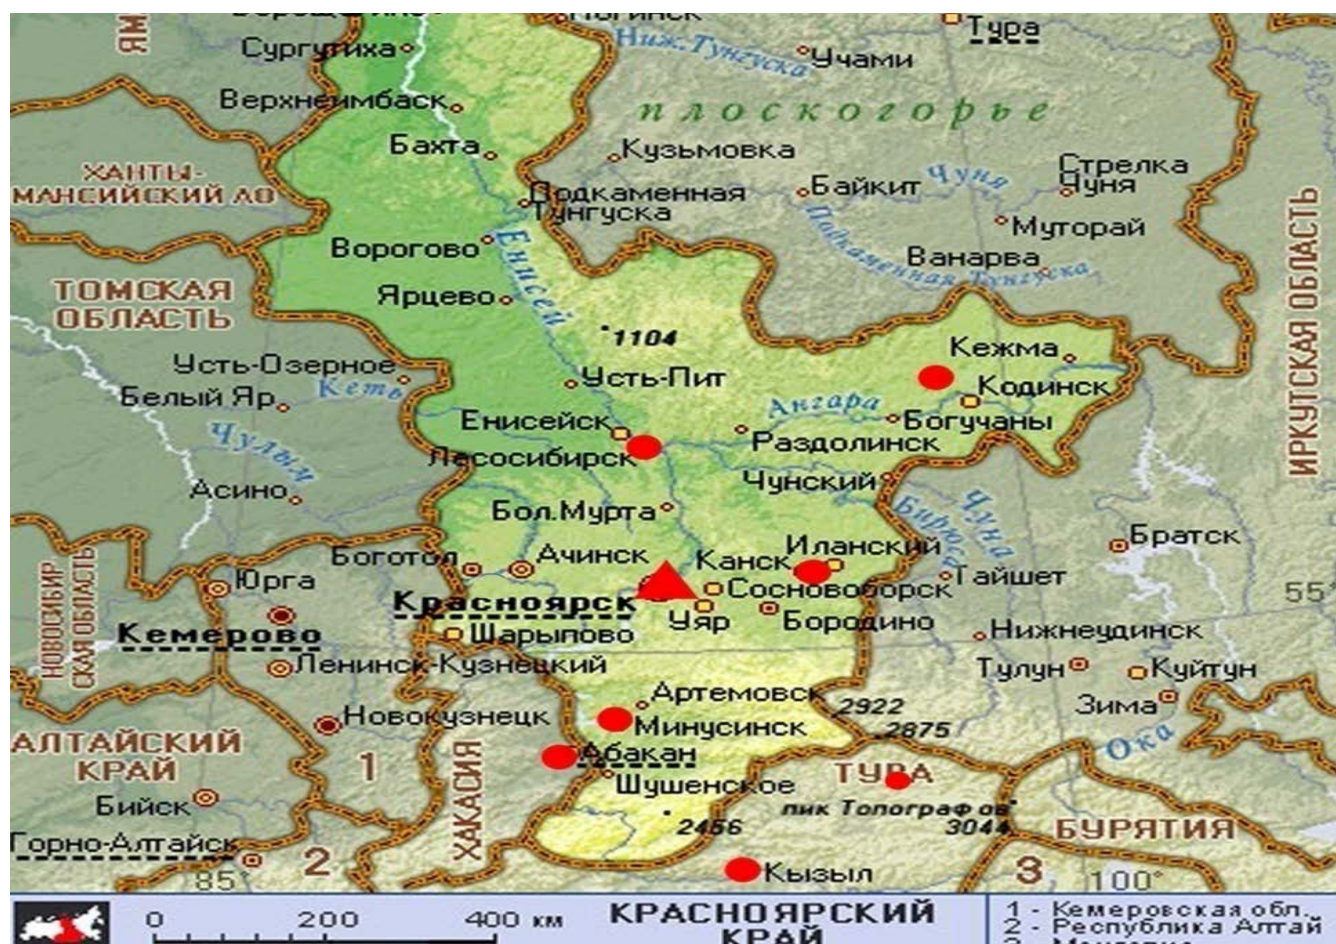 ЯМ
Сургутиха
Тура
Ниж.Тунгуска
Учами
Верхнеимбаск
плоскогорье
Бахта
Кузьмовка
Стрелка
Чуня
ХАНТЫ-
МАНСИЙСКИЙ АО
Подкаменная
Тунгуска
Байкит
Чуня
Муторай
Ворогово
Енисей
Подкаменная Тунгуска
Ванарва
ИРКУТСКАЯ ОБЛАСТЬ
ТОМСКАЯ
ОБЛАСТЬ
Ярцево
1104
Кежма
Усть-Озерное
Кеть
Усть-Пит
Кодинск
Белый Яр
Ангара
Богучаны
Енисейск
Раздолинск
Чулым
Лесосибирск
Чунский
Асино
Бол.Мурта
Бирюса
Чуна
Братск
НОВОСИБИР
СКАЯ ОБЛАСТЬ
Боготол
Ачинск
Канск
Иланский
Юрга
Тайшет
Сосновоборск
55°
Красноярск
Уяр
Бородино
Кемерово
Шарыпово
Нижнеудинск
Ленинск-Кузнецкий
Тулун
Куйтун
Артемовск
2922
Зима
Новокузнецк
Минусинск
2875
Ока
АЛТАЙСКИЙ
КРАЙ
1
ХАКАСИЯ
Абакан
ТУВА
Шушенское
Бийск
пик Топографов
3044
2456
БУРЯТИЯ
Горно-Алтайск
2
85°
Кызыл
3
100°
0 200 400 км
КРАСНОЯРСКИЙ
КРАЙ
1 - Кемеровская обл.
2 - Республика Алтай